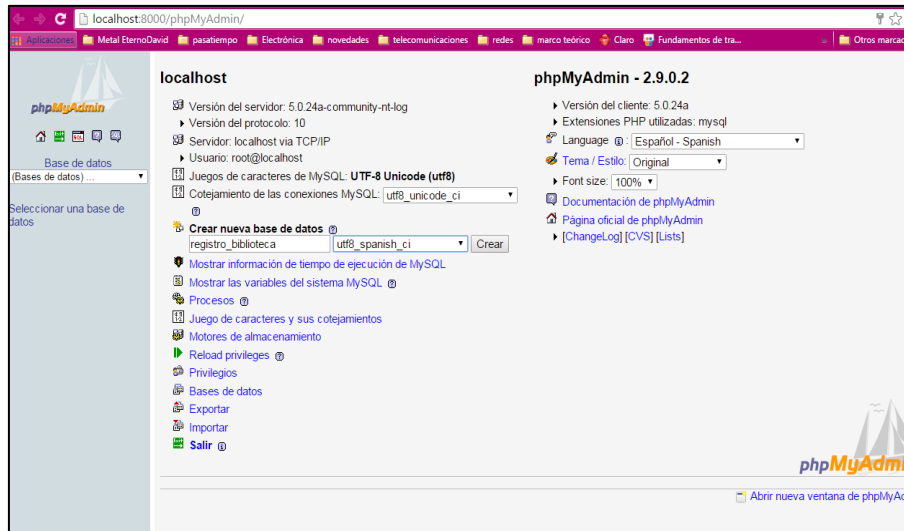 localhost:8000/phpMyAdmin/
Aplicaciones Metal EternoDavid pasatiempo Electrónica novedades telecomunicaciones redes marco teórico Claro Fundamentos de tra... » Otros marcad
phpMyAdmin
Base de datos
(Bases de datos) ...
Seleccionar una base de
datos
localhost
Versión del servidor: 5.0.24a-community-nt-log
Versión del protocolo: 10
Servidor: localhost via TCP/IP
Usuario: root@localhost
Juegos de caracteres de MySQL: UTF-8 Unicode (utf8)
Cotejamiento de las conexiones MySQL: utf8_unicode_ci
Crear nueva base de datos
registro_biblioteca utf8_spanish_ci Crear
Mostrar información de tiempo de ejecución de MySQL
Mostrar las variables del sistema MySQL
Procesos
Juego de caracteres y sus cotejamientos
Motores de almacenamiento
Reload privileges
Privilegios
Bases de datos
Exportar
Importar
Salir
phpMyAdmin - 2.9.0.2
Versión del cliente: 5.0.24a
Extensiones PHP utilizadas: mysql
Language : Español - Spanish
Tema / Estilo: Original
Font size: 100%
Documentación de phpMyAdmin
Página oficial de phpMyAdmin
[ChangeLog] [CVS] [Lists]
phpMyAdmi
Abrir nueva ventana de phpMyAd